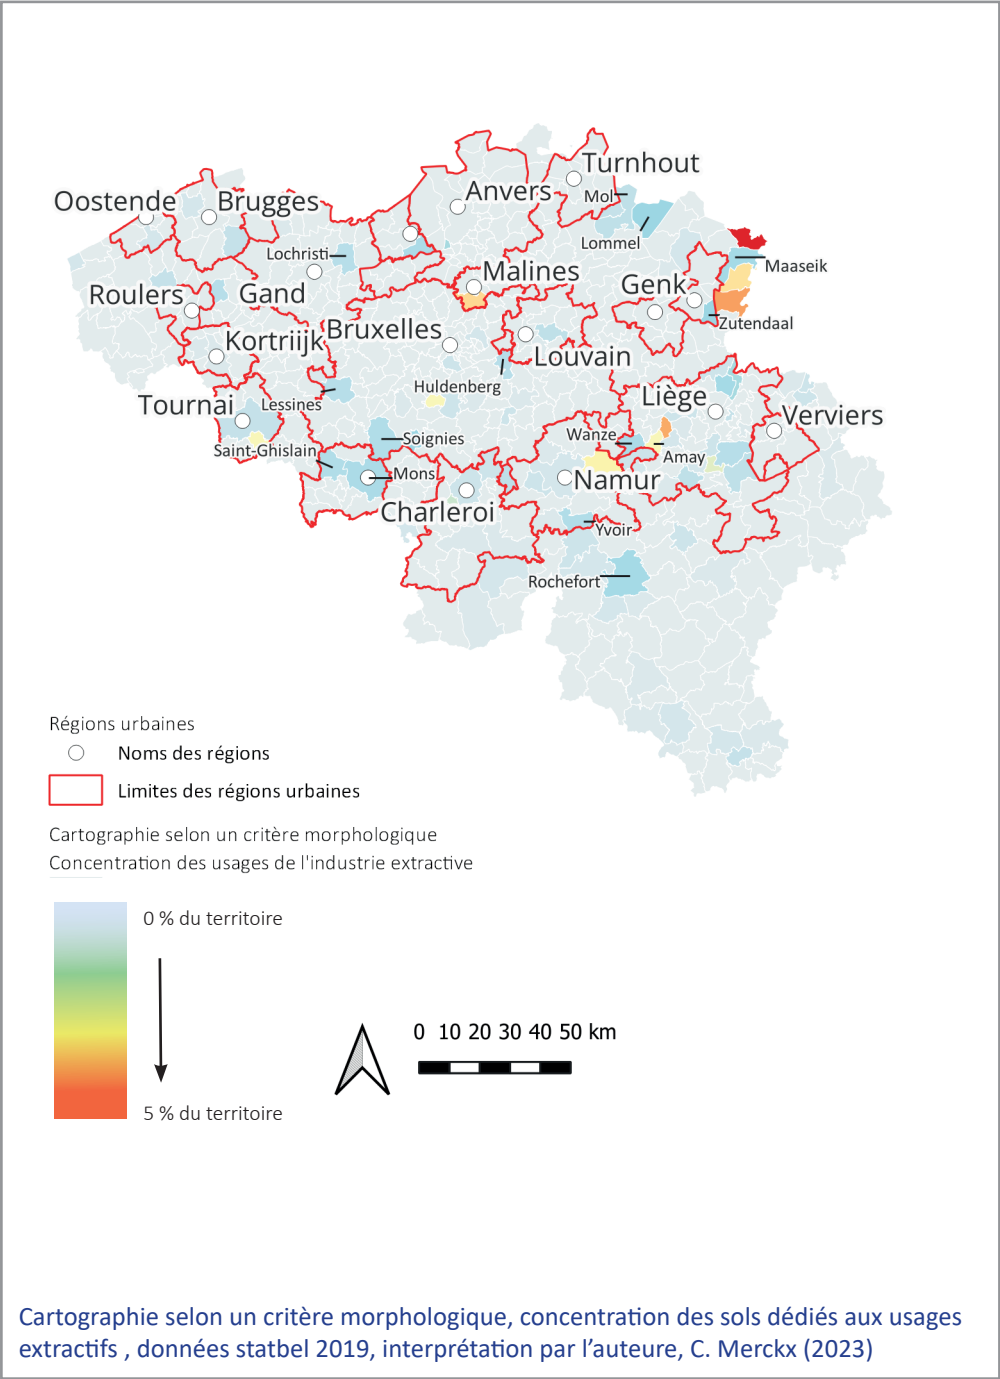 Turnhout
Anvers
Mol
Oostende
Brugges
Lommel
Lochristi
Maaseik
Malines
Genk
Roulers
Gand
Zutendaal
Bruxelles
Kortriijk
Louvain
Huldenberg
Liège
Tournai
Lessines
Verviers
Wanze
Soignies
Saint-Ghislain
Amay
Mons
Namur
Charleroi
Yvoir
Rochefort
Régions urbaines
Noms des régions
Limites des régions urbaines
Cartographie selon un critère morphologique
Concentration des usages de l'industrie extractive
0 % du territoire
5 % du territoire
0 10 20 30 40 50 km
Cartographie selon un critère morphologique, concentration des sols dédiés aux usages
extractifs , données statbel 2019, interprétation par l’auteure, C. Merckx (2023)